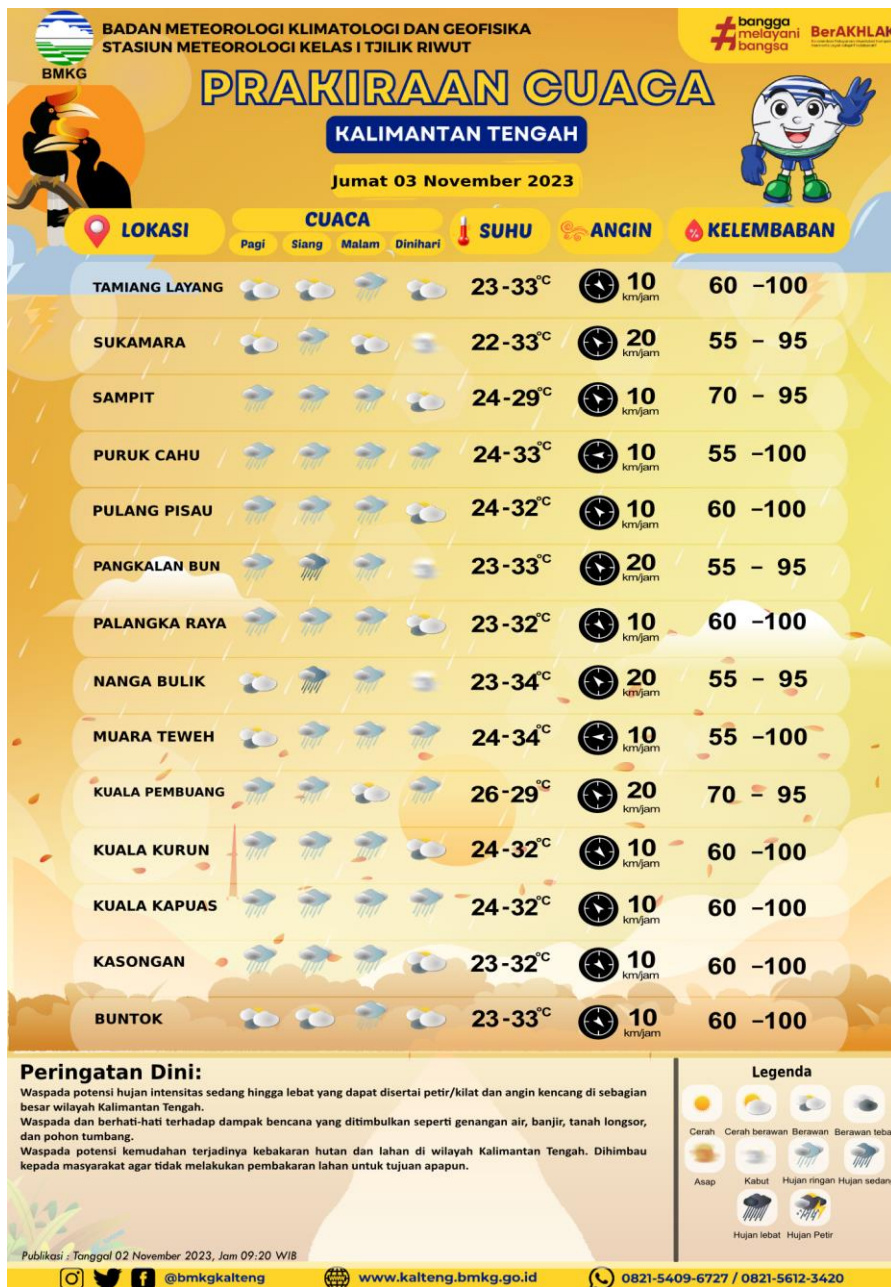 BADAN METEOROLOGI KLIMATOLOGI DAN GEOFISIKA
STASIUN METEOROLOGI KELAS I TJILIK RIWUT
BMKG
#bangga
melayani
bangsa
BerAKHLAK
PRAKIRAAN CUACA
KALIMANTAN TENGAH
Jumat 03 November 2023
LOKASI CUACA SUHU ANGIN % KELEMBABAN
Pagi Siang Malam Dinihari
TAMIANG LAYANG 23-33°C 10 km/jam 60 -100
SUKAMARA 22-33°C 20 km/jam 55 - 95
SAMPIT 24-29°C 10 km/jam 70 - 95
PURUK CAHU 24-33°C 10 km/jam 55 -100
PULANG PISAU 24-32°C 10 km/jam 60 -100
PANGKALAN BUN 23-33°C 20 km/jam 55 - 95
PALANGKA RAYA 23-32°C 10 km/jam 60 -100
NANGA BULIK 23-34°C 20 km/jam 55 - 95
MUARA TEWEH 24-34°C 10 km/jam 55 -100
KUALA PEMBUANG 26-29°C 20 km/jam 70 - 95
KUALA KURUN 24-32°C 10 km/jam 60 -100
KUALA KAPUAS 24-32°C 10 km/jam 60 -100
KASONGAN 23-32°C 10 km/jam 60 -100
BUNTOK 23-33°C 10 km/jam 60 -100
Peringatan Dini:
Waspada potensi hujan intensitas sedang hingga lebat yang dapat disertai petir/kilat dan angin kencang di sebagian
besar wilayah Kalimantan Tengah.
Waspada dan berhati-hati terhadap dampak bencana yang ditimbulkan seperti genangan air, banjir, tanah longsor,
dan pohon tumbang.
Waspada potensi kemudahan terjadinya kebakaran hutan dan lahan di wilayah Kalimantan Tengah. Dihimbau
kepada masyarakat agar tidak melakukan pembakaran lahan untuk tujuan apapun.
Publikasi : Tanggal 02 November 2023, Jam 09:20 WIB
Legenda
Cerah Cerah berawan Berawan Berawan teba
Asap Kabut Hujan ringan Hujan sedang
Hujan lebat Hujan Petir
@bmkgkalteng www.kalteng.bmkg.go.id 0821-5409-6727 / 0821-5612-3420